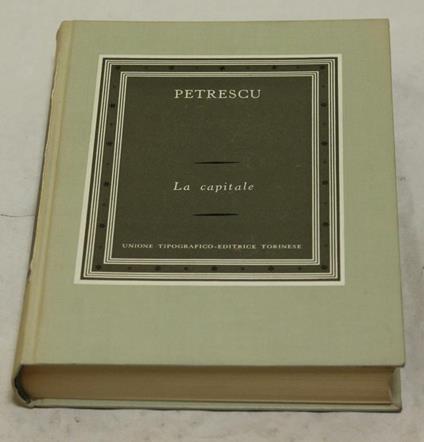 PETRESCU
La capitale
UNIONE TIPOGRAFICO-EDITRICE TORINESE